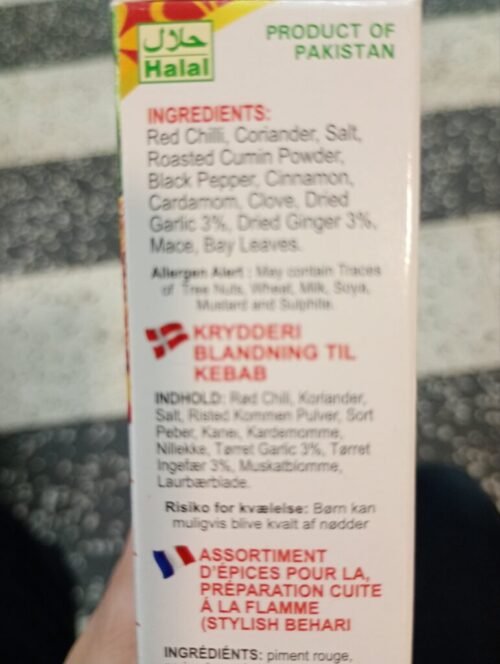 حلال
Halal
PRODUCT OF
PAKISTAN
INGREDIENTS:
Red Chilli, Coriander, Salt,
Roasted Cumin Powder,
Black Pepper, Cinnamon,
Cardamom, Clove, Dried
Garlic 3%, Dried Ginger 3%,
Mace, Bay Leaves.
Allergen Alert : May contain Traces
of Tree Nuts, Wheat, Milk, Soya,
Mustard and Sulphite.
KRYDDERI
BLANDNING TIL
KEBAB
INDHOLD: Rød Chili, Koriander,
Salt, Risted Kommen Pulver, Sort
Peber, Kanel, Kardemomme,
Nillekke, Tørret Garlic 3%, Tørret
Ingefær 3%, Muskatblomme,
Laurbærblade.
Risiko for kvælelse: Børn kan
muligvis blive kvalt af nødder
ASSORTIMENT
D'ÉPICES POUR LA,
PRÉPARATION CUITE
À LA FLAMME
(STYLISH BEHARI
INGRÉDIÉNTS: piment rouge,